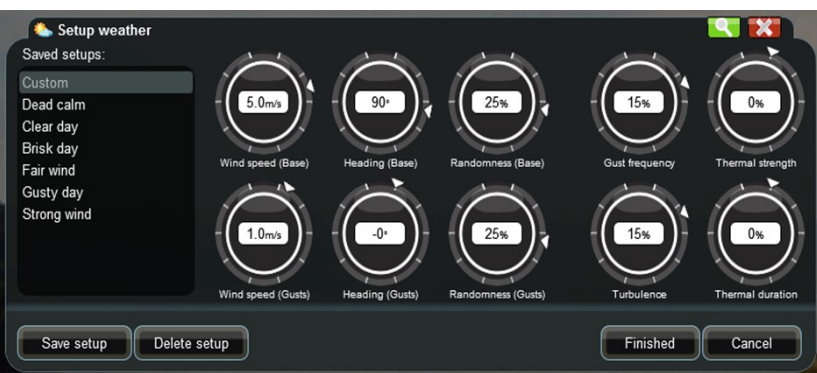 Setup weather
Saved setups:
Custom
Dead calm
Clear day
Brisk day
Fair wind
Gusty day
Strong wind
5.0m/s
90°
25%
15%
0%
Wind speed (Base)
Heading (Base)
Randomness (Base)
Gust frequency
Thermal strength
1.0m/s
-0°
25%
15%
0%
Wind speed (Gusts)
Heading (Gusts)
Randomness (Gusts)
Turbulence
Thermal duration
Save setup
Delete setup
Finished
Cancel